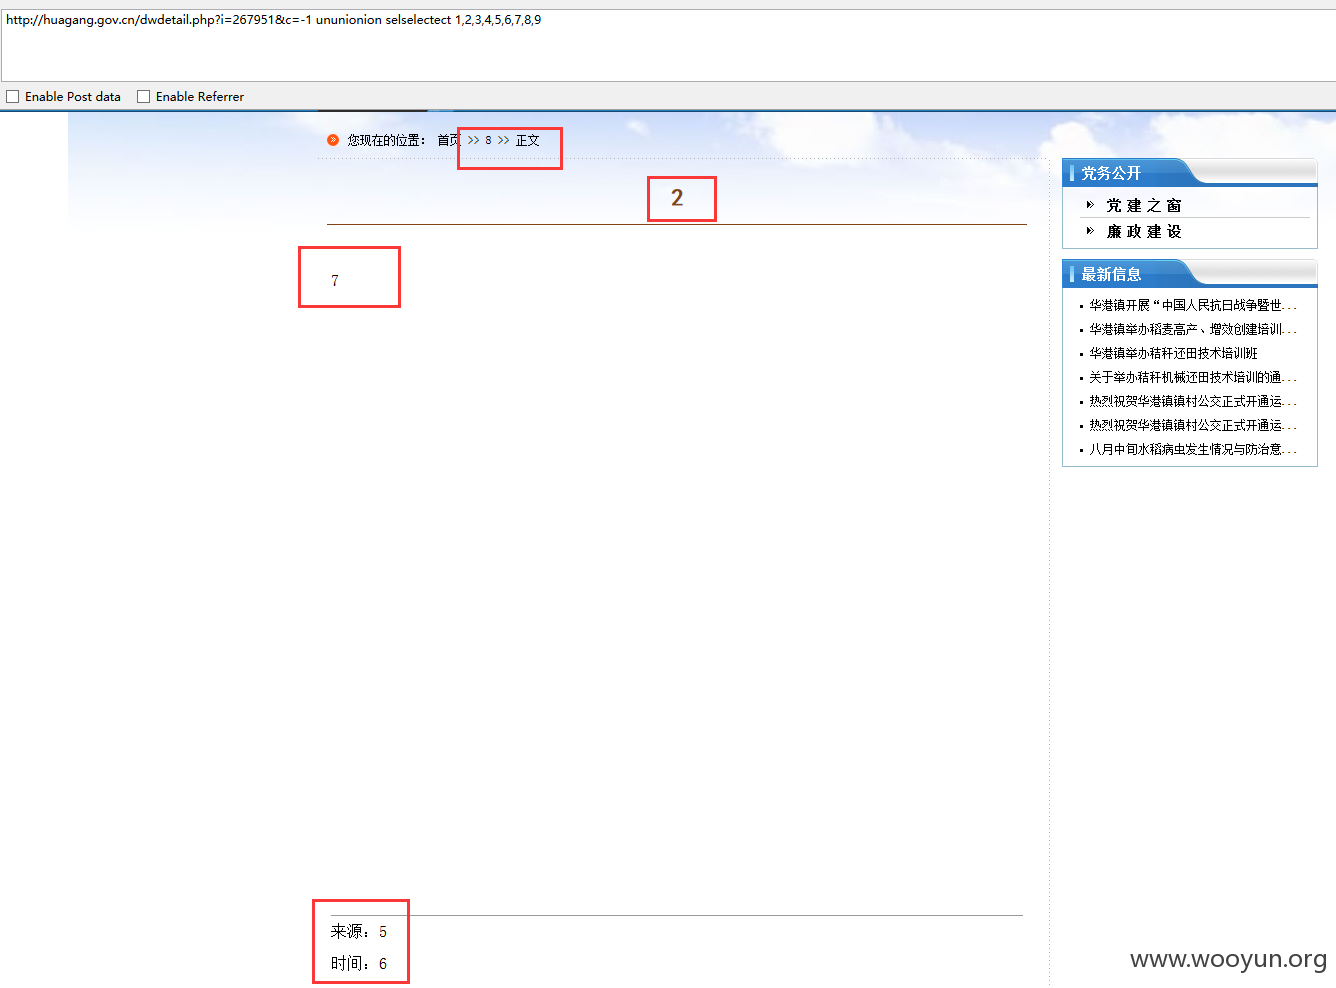 http://huagang.gov.cn/dwdetail.php?i=267951&c=-1 ununionion selselectect 1,2,3,4,5,6,7,8,9
Enable Post data Enable Referrer
您现在的位置： 首页 >> 8 >> 正文
2
7
来源：5
时间：6
党务公开
党 建 之 窗
廉 政 建 设
最新信息
华港镇开展“中国人民抗日战争暨世...
华港镇举办稻麦高产、增效创建培训...
华港镇举办秸秆还田技术培训班
关于举办秸秆机械还田技术培训的通...
热烈祝贺华港镇镇村公交正式开通运...
热烈祝贺华港镇镇村公交正式开通运...
八月中旬水稻病虫发生情况与防治意...
www.wooyun.org